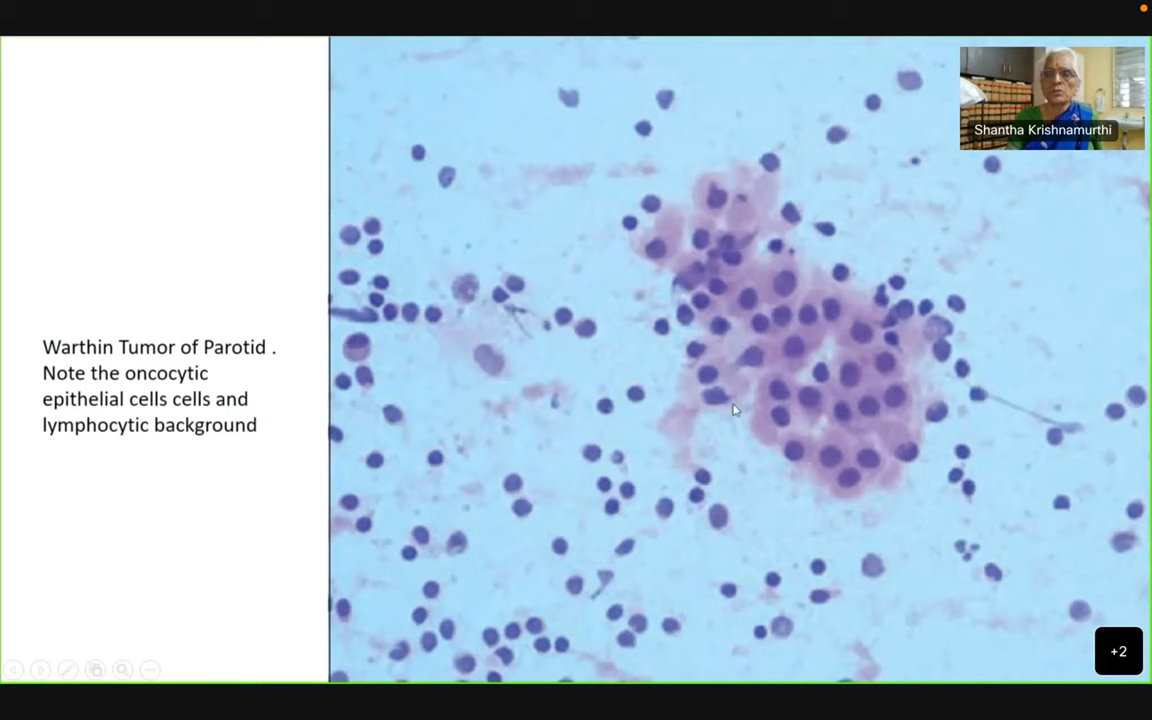 Shantha Krishnamurthi
Warthin Tumor of Parotid .
Note the oncocytic
epithelial cells cells and
lymphocytic background
+2